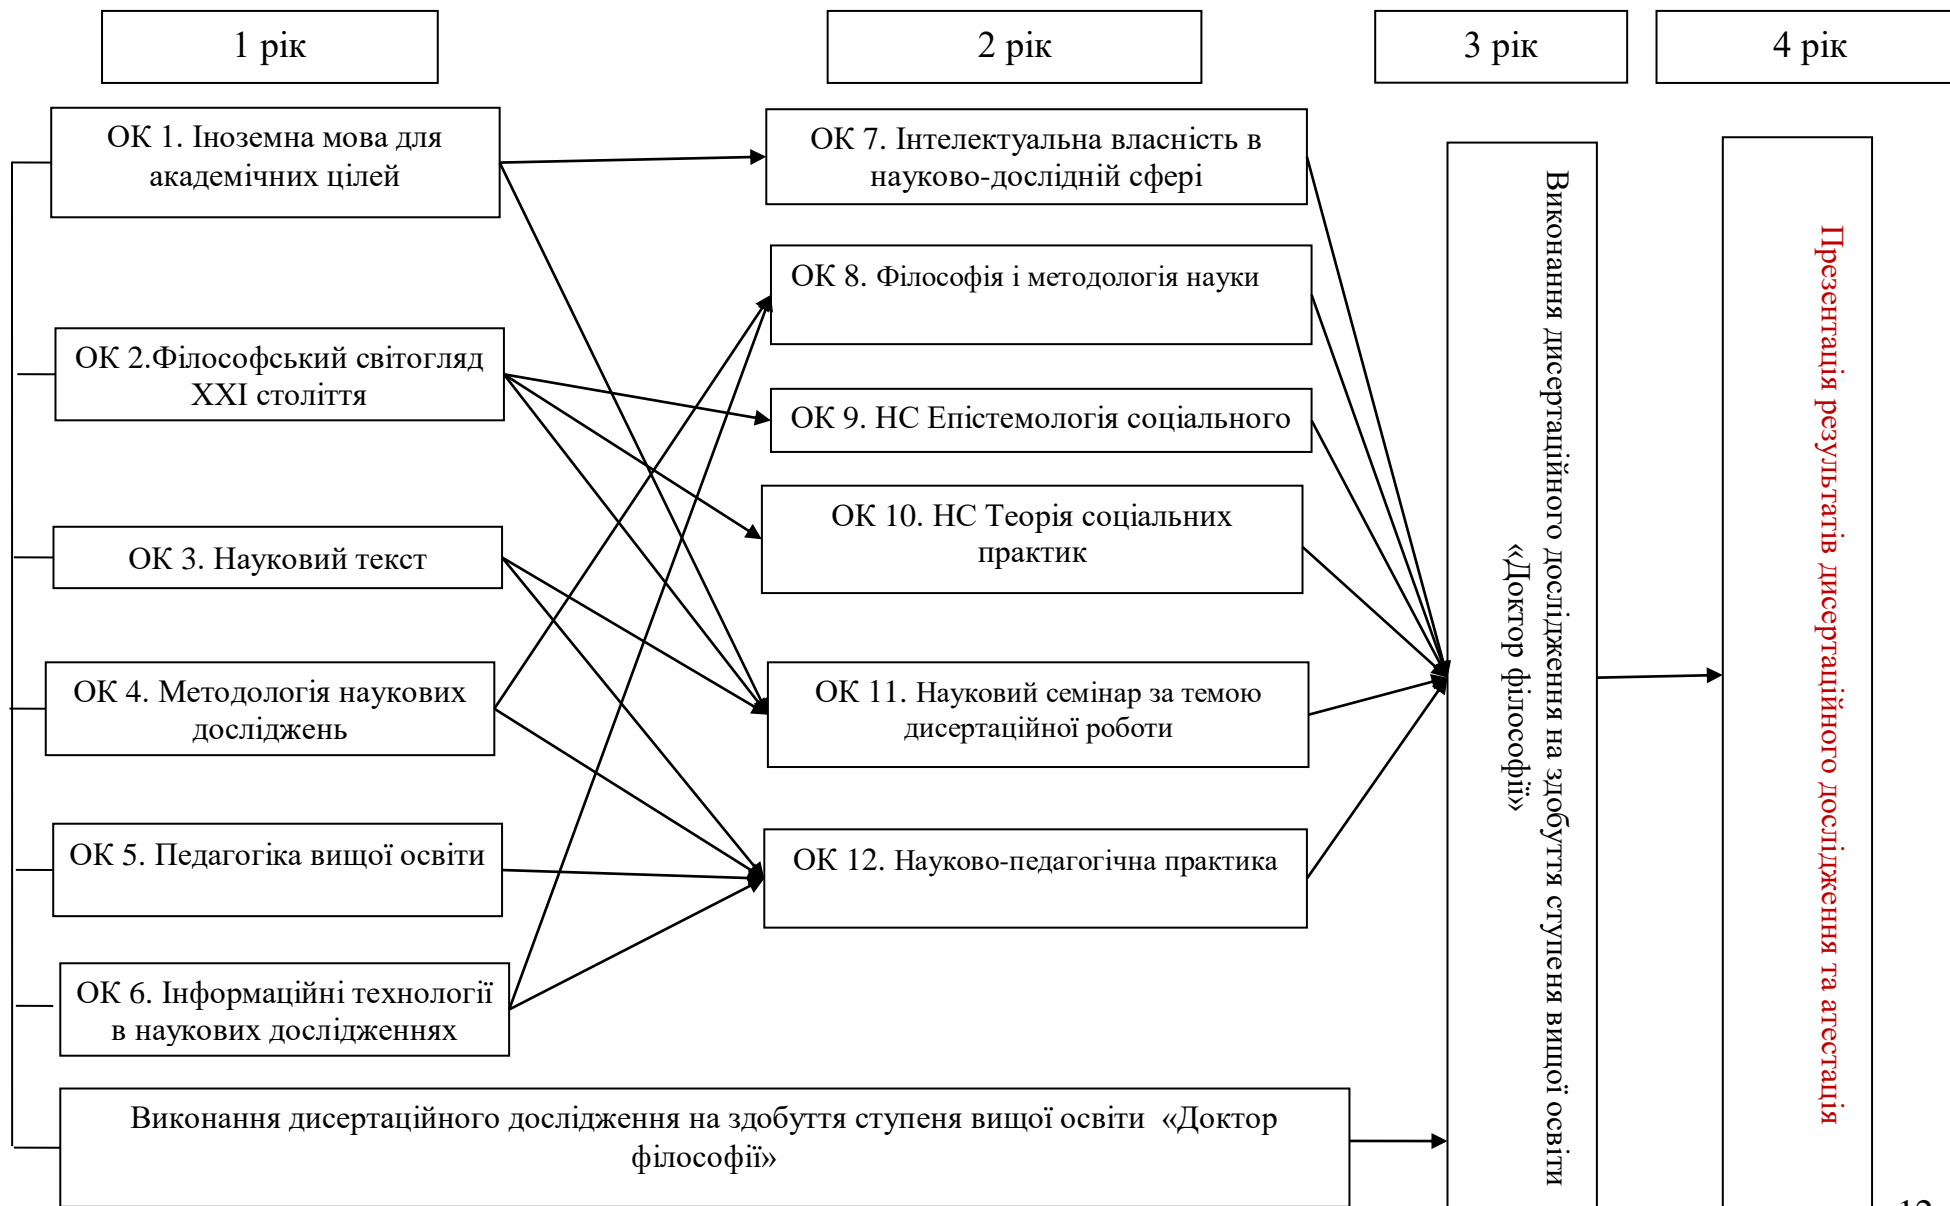 1 рік
2 рік
3 рік
4 рік
ОК 1. Іноземна мова для
академічних цілей
ОК 2.Філософський світогляд
ХХІ століття
ОК 3. Науковий текст
ОК 4. Методологія наукових
досліджень
ОК 5. Педагогіка вищої освіти
ОК 6. Інформаційні технології
в наукових дослідженнях
ОК 7. Інтелектуальна власність в
науково-дослідній сфері
ОК 8. Філософія і методологія науки
ОК 9. НС Епістемологія соціального
ОК 10. НС Теорія соціальних
практик
ОК 11. Науковий семінар за темою
дисертаційної роботи
ОК 12. Науково-педагогічна практика
Виконання дисертаційного дослідження на здобуття ступеня вищої освіти «Доктор
філософії»
Виконання дисертаційного дослідження на здобуття ступеня вищої освіти
«Доктор філософії»
Презентація результатів дисертаційного дослідження та атестація